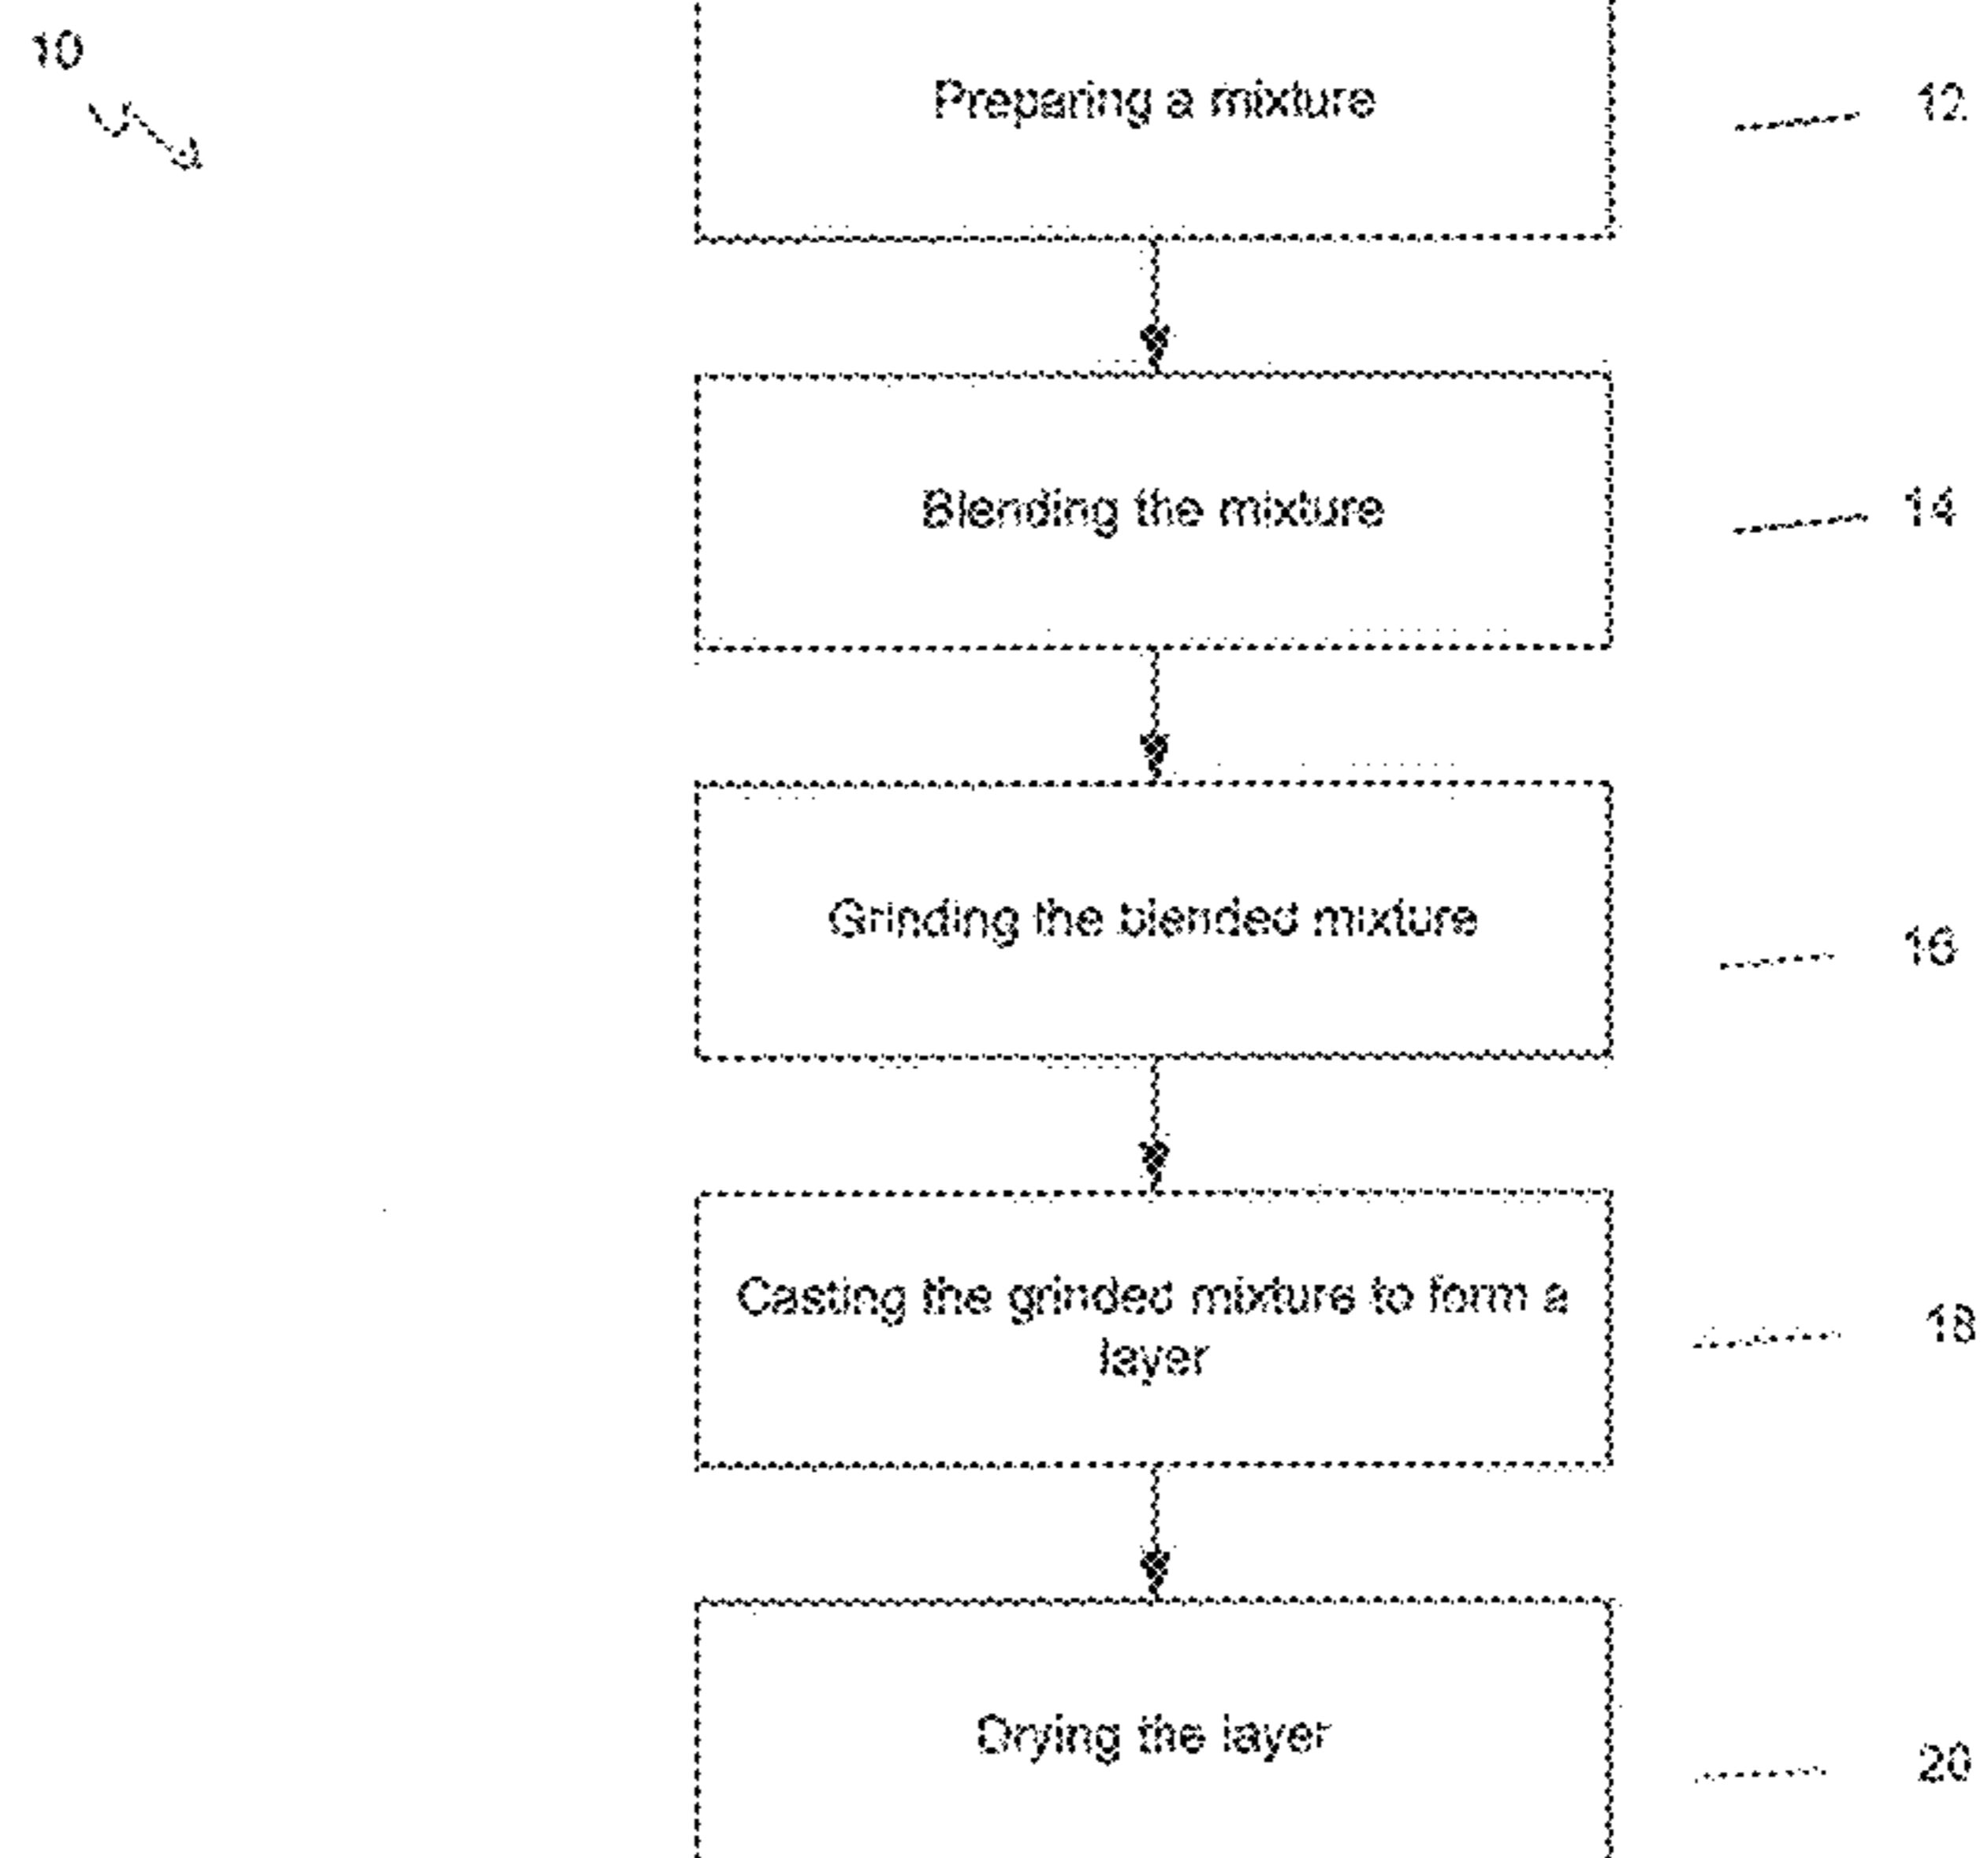 10
Preparing a mixture
12
Blending the mixture
14
Grinding the blended mixture
16
Casting the grinded mixture to form a
layer
18
Drying the layer
20